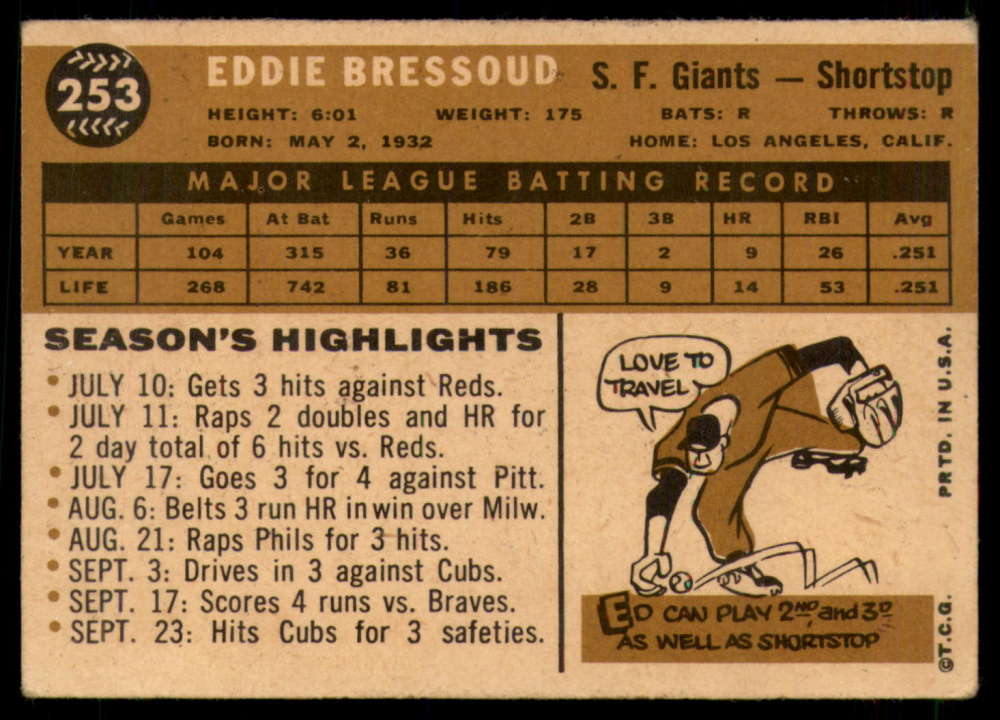 253
EDDIE BRESSOUD S. F. Giants — Shortstop
HEIGHT: 6:01 WEIGHT: 175 BATS: R THROWS: R
BORN: MAY 2, 1932 HOME: LOS ANGELES, CALIF.
MAJOR LEAGUE BATTING RECORD
Games At Bat Runs Hits 2B 3B HR RBI Avg
YEAR 104 315 36 79 17 2 9 26 .251
LIFE 268 742 81 186 28 9 14 53 .251
SEASON'S HIGHLIGHTS
• JULY 10: Gets 3 hits against Reds.
• JULY 11: Raps 2 doubles and HR for
2 day total of 6 hits vs. Reds.
• JULY 17: Goes 3 for 4 against Pitt.
• AUG. 6: Belts 3 run HR in win over Milw.
• AUG. 21: Raps Phils for 3 hits.
• SEPT. 3: Drives in 3 against Cubs.
• SEPT. 17: Scores 4 runs vs. Braves.
• SEPT. 23: Hits Cubs for 3 safeties.
LOVE TO
TRAVEL
ED CAN PLAY 2ND and 3D
AS WELL AS SHORTSTOP
©T.C.G. PRTD. IN U.S.A.